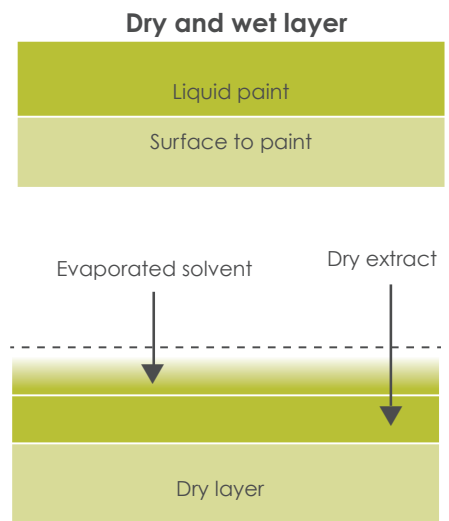 Dry and wet layer
Liquid paint
Surface to paint
Evaporated solvent
Dry extract
Dry layer